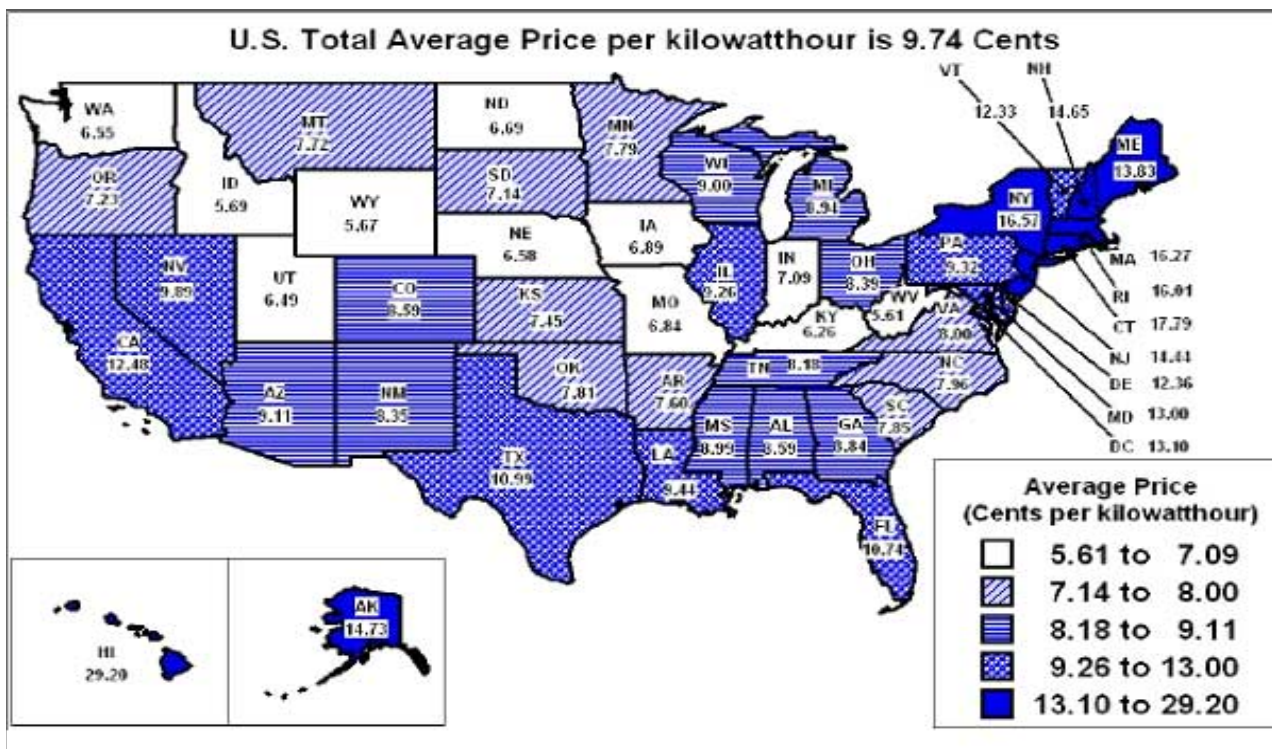 U.S. Total Average Price per kilowatthour is 9.74 Cents
VT
NH
12.33
14.65
WA
6.55
MT
7.72
ND
6.69
MN
7.79
ME
13.83
OR
7.23
ID
5.69
WY
5.67
SD
7.14
WI
9.00
MI
8.94
NY
16.57
NE
6.58
IA
6.89
PA
9.32
MA 16.27
NV
9.89
UT
6.49
CO
8.59
KS
7.45
MO
6.84
IL
9.26
IN
7.09
OH
8.39
WV
5.61
VA
8.00
RI 16.01
CT 17.79
CA
12.48
KY
6.26
NJ 14.44
DE 12.36
MD 13.00
DC 13.10
AZ
9.11
NM
8.35
OK
7.81
AR
7.60
TN 8.18
NC
7.96
SC
7.85
MS
8.99
AL
8.59
GA
8.84
TX
10.99
LA
9.44
FL
10.74
HI
29.20
AK
14.73
Average Price
(Cents per kilowatthour)
5.61 to 7.09
7.14 to 8.00
8.18 to 9.11
9.26 to 13.00
13.10 to 29.20